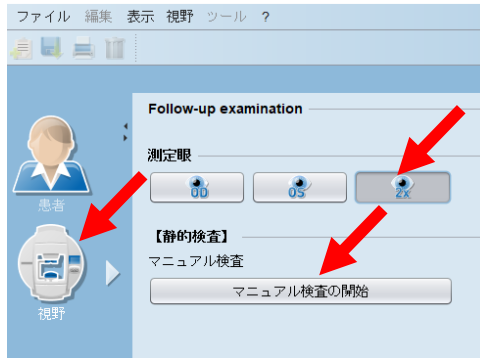 ファイル 編集 表示 視野 ツール ?
Follow-up examination
測定眼
OD OS 2x
患者
【静的検査】
マニュアル検査
マニュアル検査の開始
視野